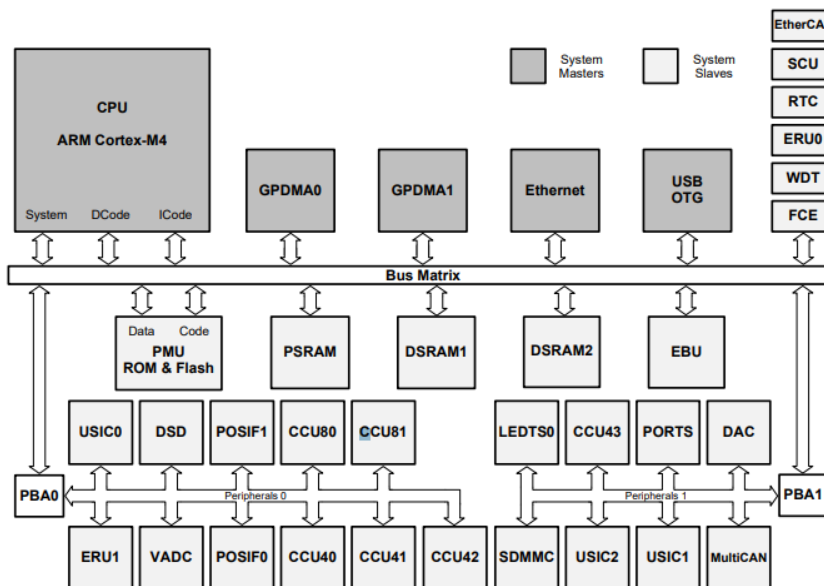 EtherCA
System
Masters
System
Slaves
SCU
CPU
ARM Cortex-M4
RTC
ERU0
GPDMA0
GPDMA1
Ethernet
USB
OTG
WDT
System
DCode
ICode
FCE
Bus Matrix
Data
Code
PMU
ROM & Flash
PSRAM
DSRAM1
DSRAM2
EBU
USIC0
DSD
POSIF1
CCU80
CCU81
LEDTS0
CCU43
PORTS
DAC
PBA0
Peripherals 0
Peripherals 1
PBA1
ERU1
VADC
POSIF0
CCU40
CCU41
CCU42
SDMMC
USIC2
USIC1
MultiCAN